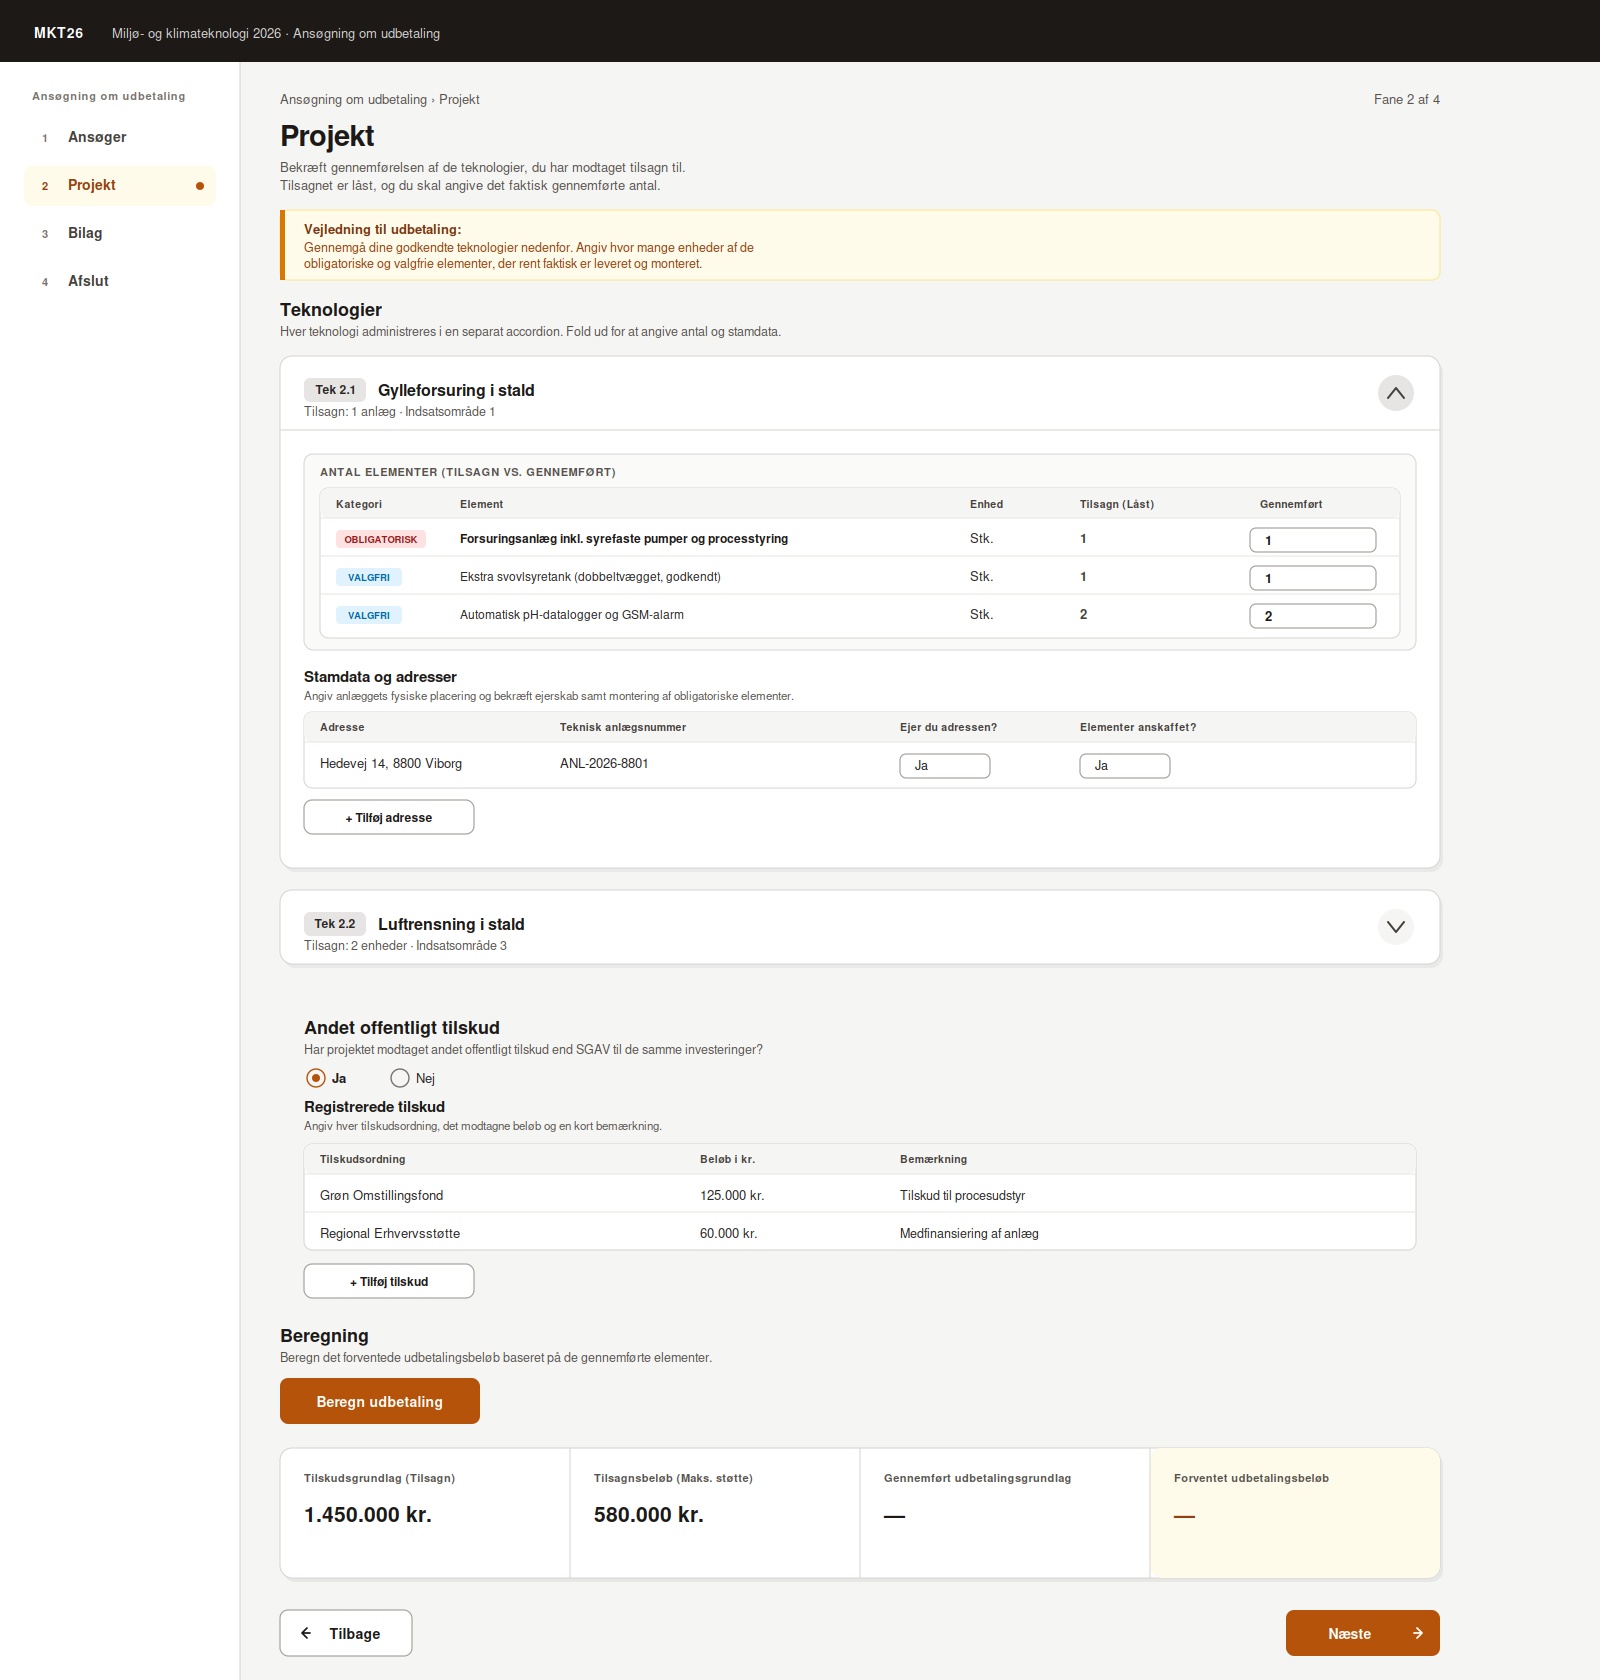 MKT26 Miljø- og klimateknologi 2026 · Ansøgning om udbetaling
Ansøgning om udbetaling
1 Ansøger
2 Projekt
3 Bilag
4 Afslut
Ansøgning om udbetaling › Projekt Fane 2 af 4
Projekt
Bekræft gennemførelsen af de teknologier, du har modtaget tilsagn til.
Tilsagnet er låst, og du skal angive det faktisk gennemførte antal.
Vejledning til udbetaling:
Gennemgå dine godkendte teknologier nedenfor. Angiv hvor mange enheder af de
obligatoriske og valgfrie elementer, der rent faktisk er leveret og monteret.
Teknologier
Hver teknologi administreres i en separat accordion. Fold ud for at angive antal og stamdata.
Tek 2.1 Gylleforsuring i stald
Tilsagn: 1 anlæg · Indsatsområde 1
ANTAL ELEMENTER (TILSAGN VS. GENNEMFØRT)
Kategori Element Enhed Tilsagn (Låst) Gennemført
OBLIGATORISK Forsuringsanlæg inkl. syrefaste pumper og processtyring Stk. 1 1
VALGFRI Ekstra svovlsyretank (dobbeltvægget, godkendt) Stk. 1 1
VALGFRI Automatisk pH-datalogger og GSM-alarm Stk. 2 2
Stamdata og adresser
Angiv anlæggets fysiske placering og bekræft ejerskab samt montering af obligatoriske elementer.
Adresse Teknisk anlægsnummer Ejer du adressen? Elementer anskaffet?
Hedevej 14, 8800 Viborg ANL-2026-8801 Ja Ja
+ Tilføj adresse
Tek 2.2 Luftrensning i stald
Tilsagn: 2 enheder · Indsatsområde 3
Andet offentligt tilskud
Har projektet modtaget andet offentligt tilskud end SGAV til de samme investeringer?
Ja Nej
Registrerede tilskud
Angiv hver tilskudsordning, det modtagne beløb og en kort bemærkning.
Tilskudsordning Beløb i kr. Bemærkning
Grøn Omstillingsfond 125.000 kr. Tilskud til procesudstyr
Regional Erhvervsstøtte 60.000 kr. Medfinansiering af anlæg
+ Tilføj tilskud
Beregning
Beregn det forventede udbetalingsbeløb baseret på de gennemførte elementer.
Beregn udbetaling
Tilskudsgrundlag (Tilsagn) Tilsagnsbeløb (Maks. støtte) Gennemført udbetalingsgrundlag Forventet udbetalingsbeløb
1.450.000 kr. 580.000 kr. — —
← Tilbage Næste →